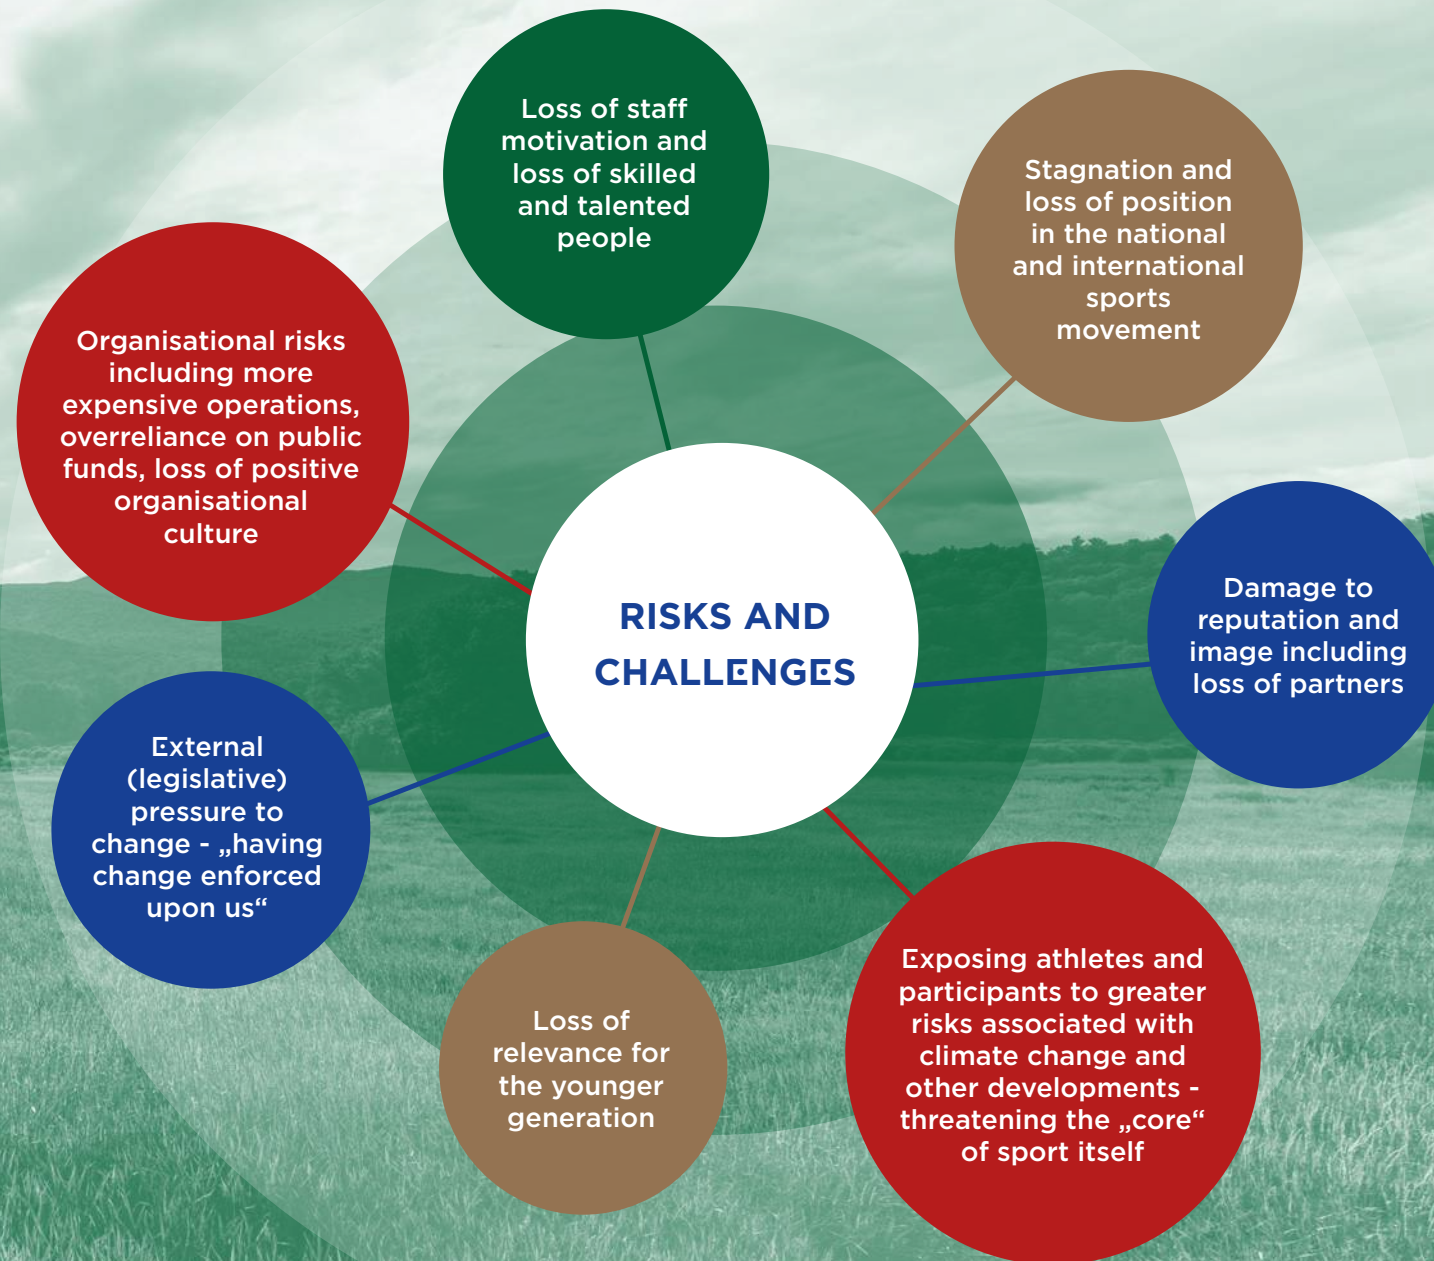 Loss of staff
motivation and
loss of skilled
and talented
people
Stagnation and
loss of position
in the national
and international
sports
movement
Organisational risks
including more
expensive operations,
overreliance on public
funds, loss of positive
organisational
culture
RISKS AND
CHALLENGES
Damage to
reputation and
image including
loss of partners
External
(legislative)
pressure to
change - „having
change enforced
upon us“
Loss of
relevance for
the younger
generation
Exposing athletes and
participants to greater
risks associated with
climate change and
other developments -
threatening the „core“
of sport itself